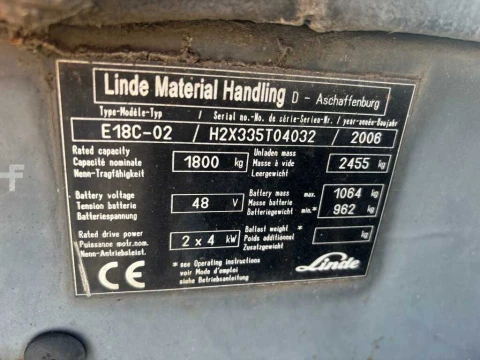 Linde Material Handling D - Aschaffenburg
Type-Modèle-Typ / Serial no.-No. de série-Serien-Nr. / year-année-Baujahr
E18C-02 / H2X335T04032 / 2006
Rated capacity
Capacité nominale
Nenn-Tragfähigkeit
1800 kg
Unladen mass
Masse à vide
Leergewicht
2455 kg
Battery voltage
Tension batterie
Batteriespannung
48 V
Battery mass max.
Masse batterie
Batteriegewicht min.*
1064 kg
962 kg
Rated drive power
Puissance motr.nom.
Nenn-Antriebsleist.
2 x 4 kW
Ballast weight *
Poids additionnel
Zusatzgewicht
kg
CE
*see Operating instructions
voir Mode d'emploi
siehe Betriebsanleitung
Linde